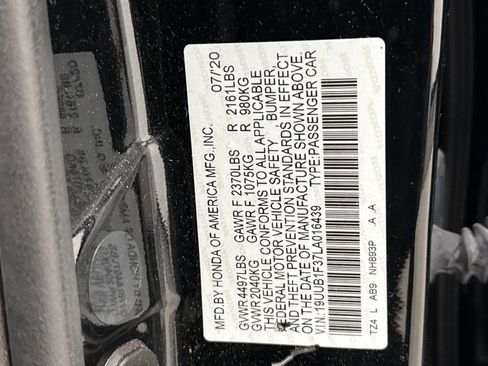 MFD.BY HONDA OF AMERICA MFG.,INC. 07/20
GVWR 4497LBS GAWR F 2370LBS R 2161LBS
GVWR 2040KG GAWR F 1075KG R 980KG
THIS VEHICLE CONFORMS TO ALL APPLICABLE
FEDERAL MOTOR VEHICLE SAFETY, BUMPER,
AND THEFT PREVENTION STANDARDS IN EFFECT
ON THE DATE OF MANUFACTURE SHOWN ABOVE.
V.I.N.:19UUB1F37LA016439 TYPE:PASSENGER CAR
TZ4 L AB9 NH893P A A